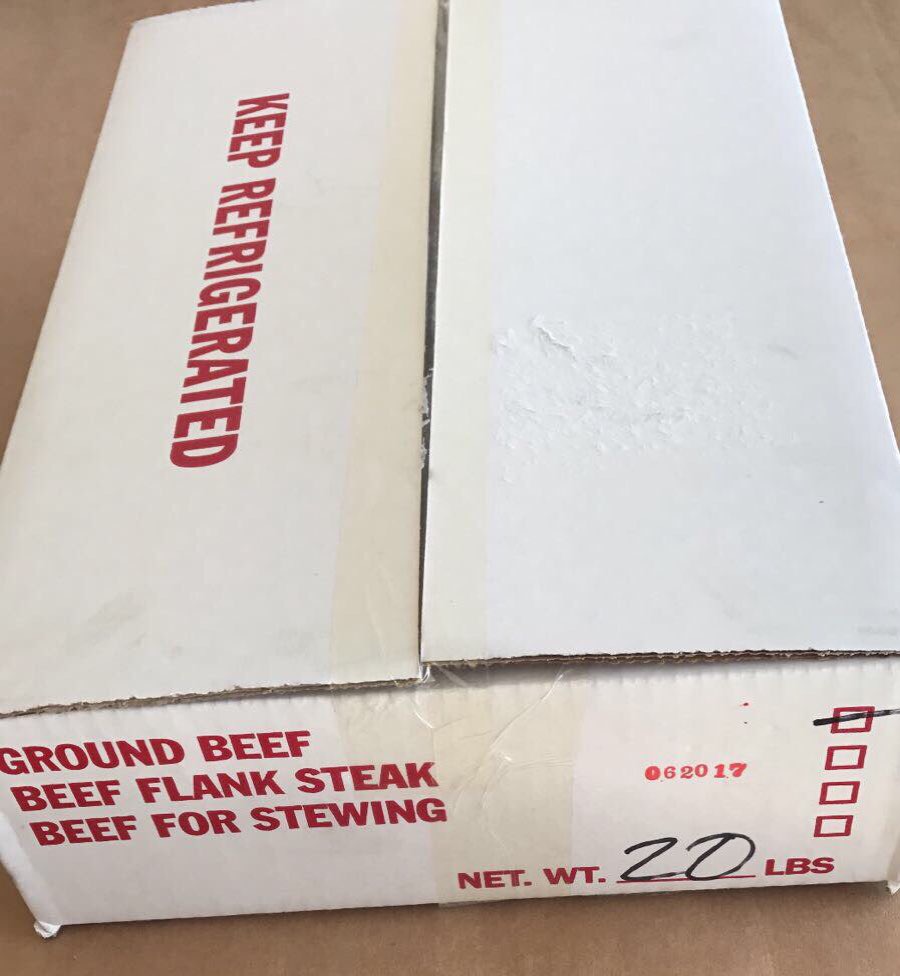 KEEP REFRIGERATED
GROUND BEEF
BEEF FLANK STEAK
BEEF FOR STEWING
062017
NET. WT. 20 LBS